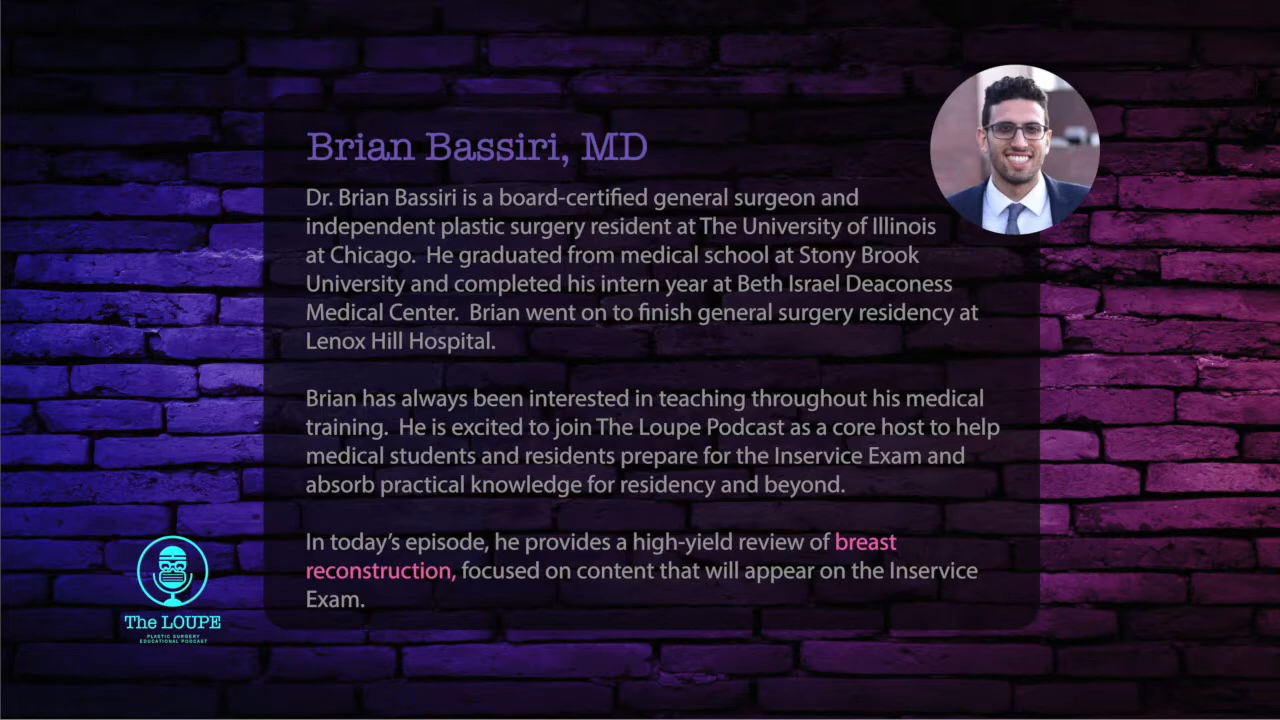 Brian Bassiri, MD
Dr. Brian Bassiri is a board-certified general surgeon and
independent plastic surgery resident at The University of Illinois
at Chicago.  He graduated from medical school at Stony Brook
University and completed his intern year at Beth Israel Deaconess
Medical Center.  Brian went on to finish general surgery residency at
Lenox Hill Hospital.
Brian has always been interested in teaching throughout his medical
training.  He is excited to join The Loupe Podcast as a core host to help
medical students and residents prepare for the Inservice Exam and
absorb practical knowledge for residency and beyond.
In today’s episode, he provides a high-yield review of breast
reconstruction, focused on content that will appear on the Inservice
Exam.
The LOUPE
PLASTIC SURGERY
EDUCATIONAL PODCAST